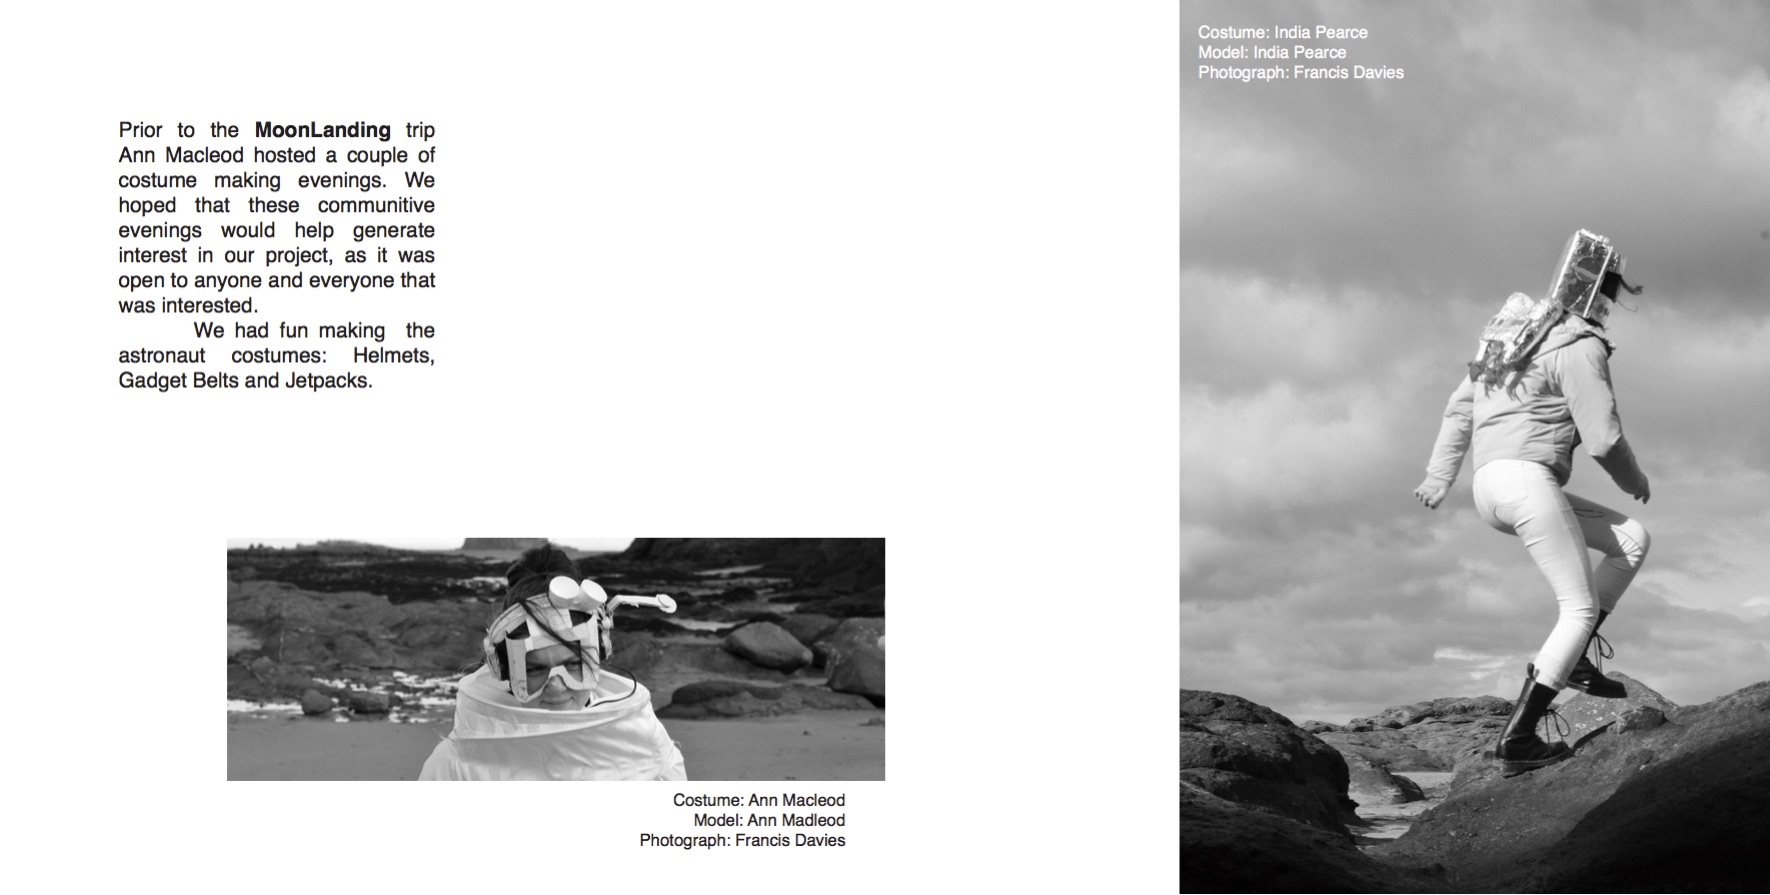 Prior to the MoonLanding trip
Ann Macleod hosted a couple of
costume making evenings. We
hoped that these communitive
evenings would help generate
interest in our project, as it was
open to anyone and everyone that
was interested.
We had fun making the
astronaut costumes: Helmets,
Gadget Belts and Jetpacks.
Costume: Ann Macleod
Model: Ann Madleod
Photograph: Francis Davies
Costume: India Pearce
Model: India Pearce
Photograph: Francis Davies